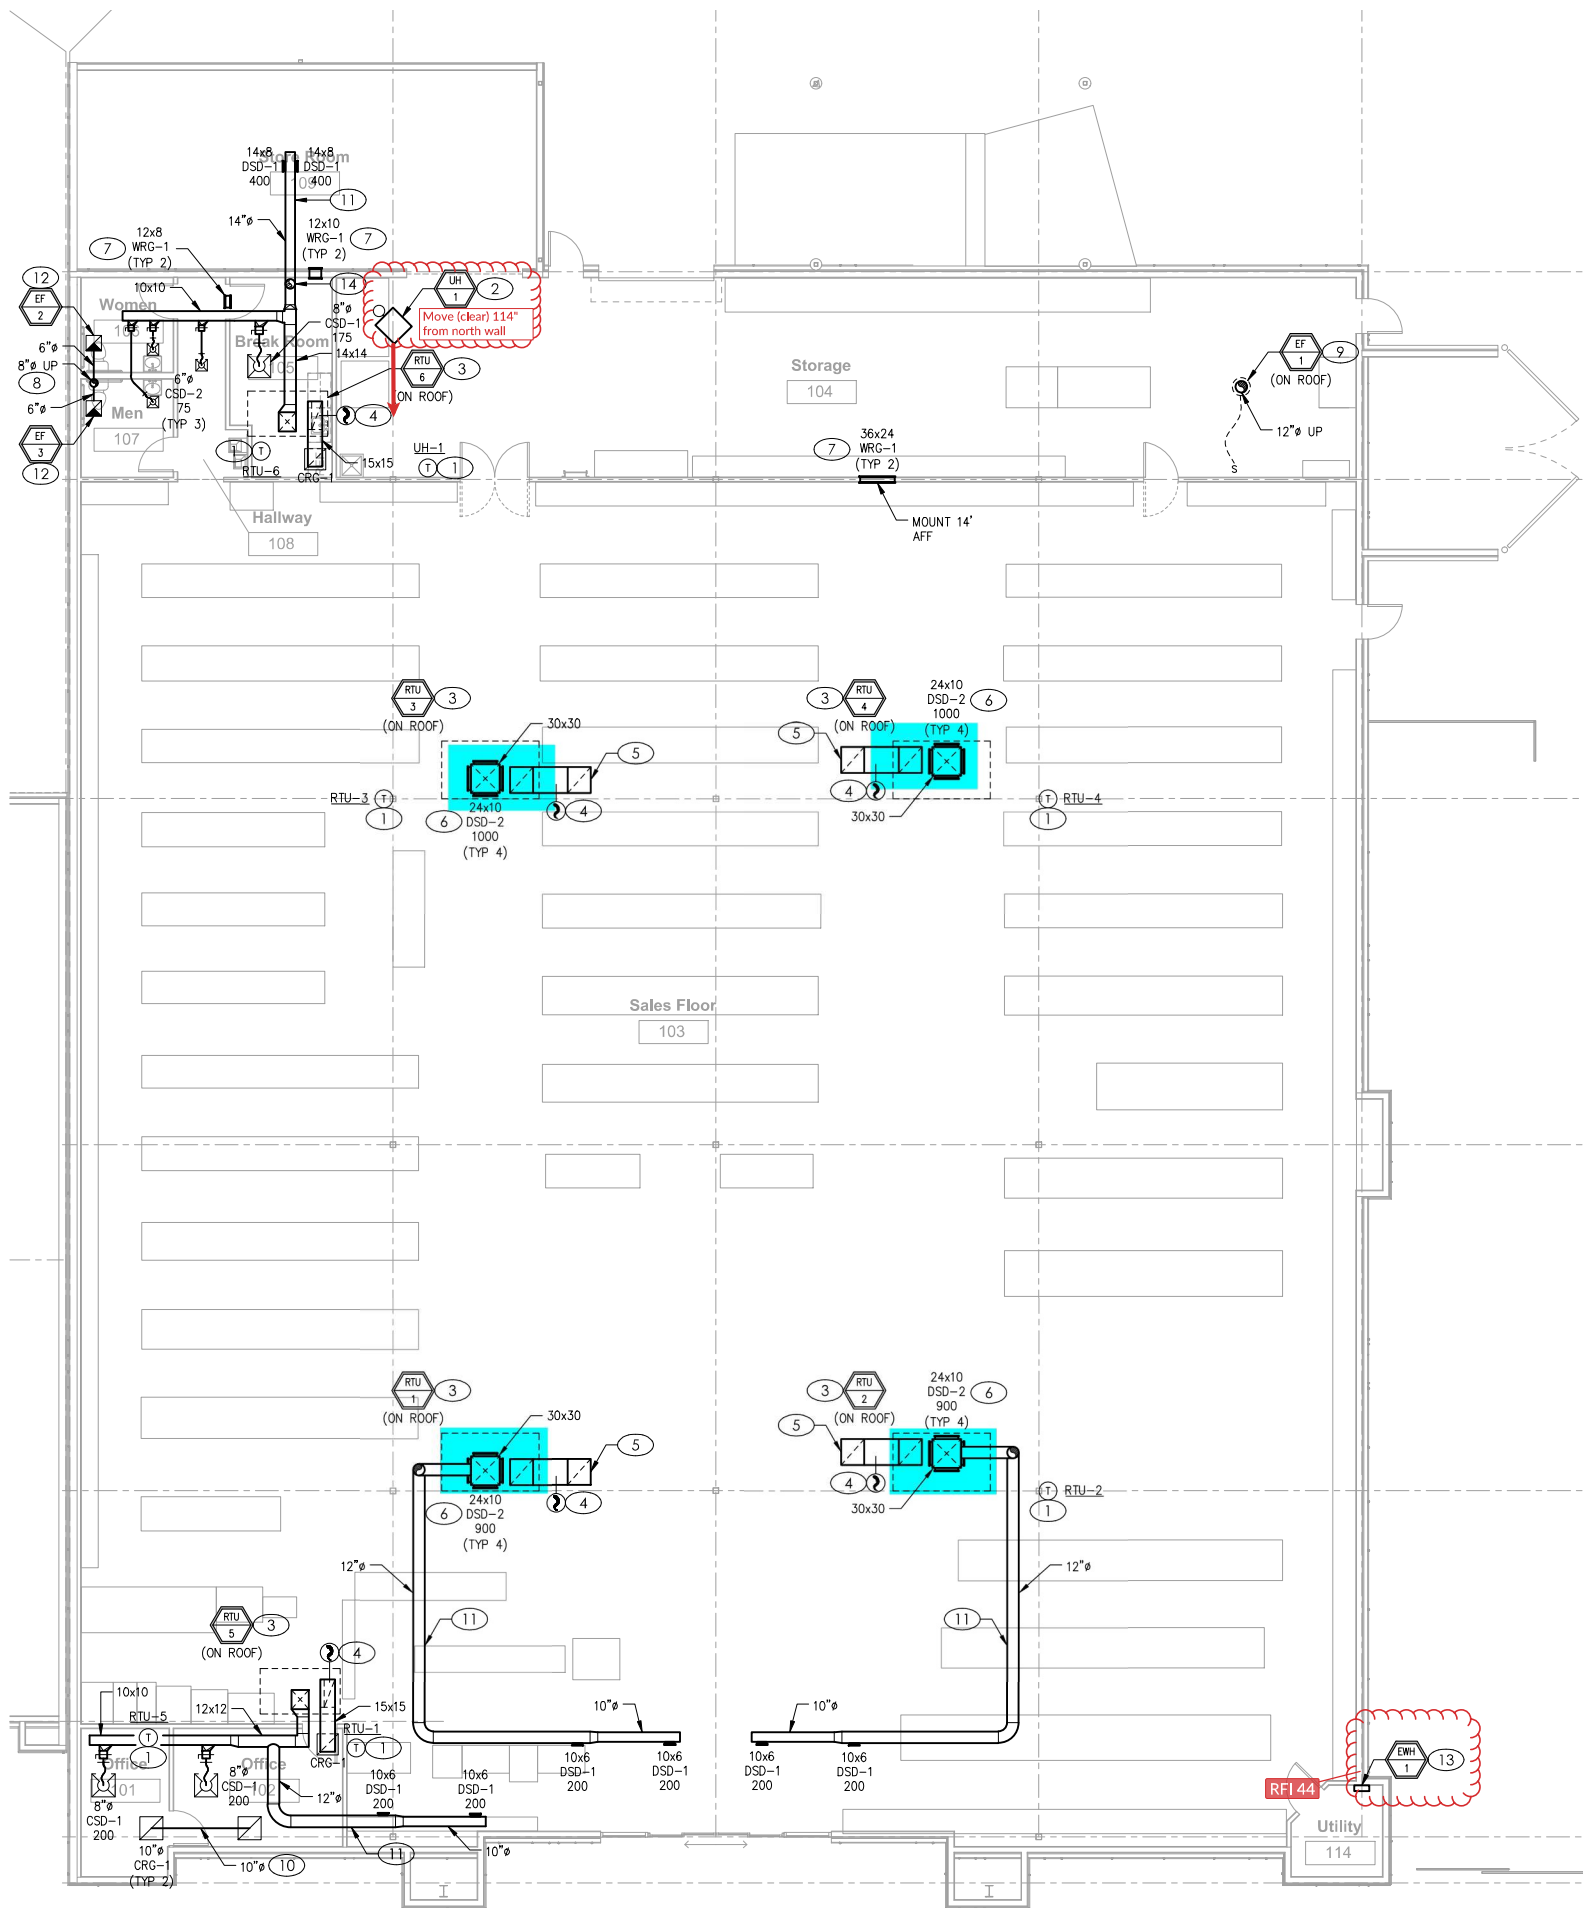 14x8
DSD-1
400
14x8
DSD-1
400
Store Room
109
11
14"ø
12x10
WRG-1
(TYP 2)
7
12x8
WRG-1
(TYP 2)
7
12
EF
2
10x10
14
Women
106
UH
1
2
Move (clear) 114"
from north wall
8"ø
CSD-1
175
Break Room
105
14x14
6"ø
8"ø UP
8
6"ø
EF
3
12
Men
107
6"ø
CSD-2
75
(TYP 3)
RTU
6
3
(ON ROOF)
4
1
T
RTU-6
15x15
CRG-1
UH-1
T
1
Storage
104
EF
1
9
(ON ROOF)
12"ø UP
S
7
36x24
WRG-1
(TYP 2)
MOUNT 14'
AFF
Hallway
108
RTU
3
3
(ON ROOF)
30x30
5
4
RTU-3
T
1
6
24x10
DSD-2
1000
(TYP 4)
3
RTU
4
(ON ROOF)
24x10
DSD-2
1000
(TYP 4)
6
5
4
30x30
T
RTU-4
1
Sales Floor
103
RTU
1
3
(ON ROOF)
30x30
5
4
6
24x10
DSD-2
900
(TYP 4)
3
RTU
2
(ON ROOF)
24x10
DSD-2
900
(TYP 4)
6
5
4
30x30
T
RTU-2
1
12"ø
11
12"ø
11
RTU
5
3
(ON ROOF)
4
10x10
RTU-5
12x12
15x15
RTU-1
T
1
T
1
CRG-1
10"ø
10x6
DSD-1
200
10x6
DSD-1
200
10"ø
10x6
DSD-1
200
10x6
DSD-1
200
Office
101
Office
102
8"ø
CSD-1
200
8"ø
CSD-1
200
12"ø
10x6
DSD-1
200
10x6
DSD-1
200
10"ø
CRG-1
(TYP 2)
10"ø
10
11
10"ø
EWH
1
13
RFI 44
Utility
114